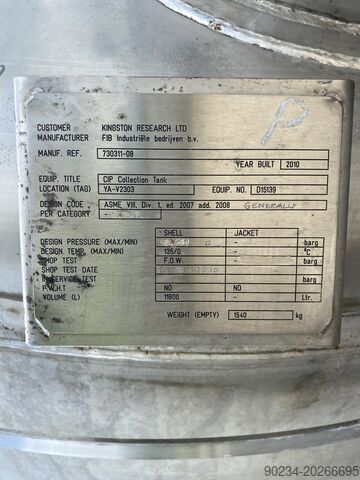 CUSTOMER KINGSTON RESEARCH LTD
MANUFACTURER FIB Industriële bedrijven b.v.
MANUF. REF. 730311-08
YEAR BUILT 2010
EQUIP. TITLE CIP Collection Tank
LOCATION (TAG) YA-V2303 EQUIP. NO. D15139
DESIGN CODE ASME VIII, Div. 1, ed. 2007 add. 2008 GENERALLY
PER CATEGORY -
SHELL JACKET
DESIGN PRESSURE (MAX/MIN) - barg
DESIGN TEMP. (MAX/MIN) 135/0 - °C
SHOP TEST F.O.W. -
SHOP TEST DATE 2010
IN SERVICE TEST - barg
P.W.H.T NO NO
VOLUME (L) 11600 - Ltr.
WEIGHT (EMPTY) 1540 kg
P
90234-20266695